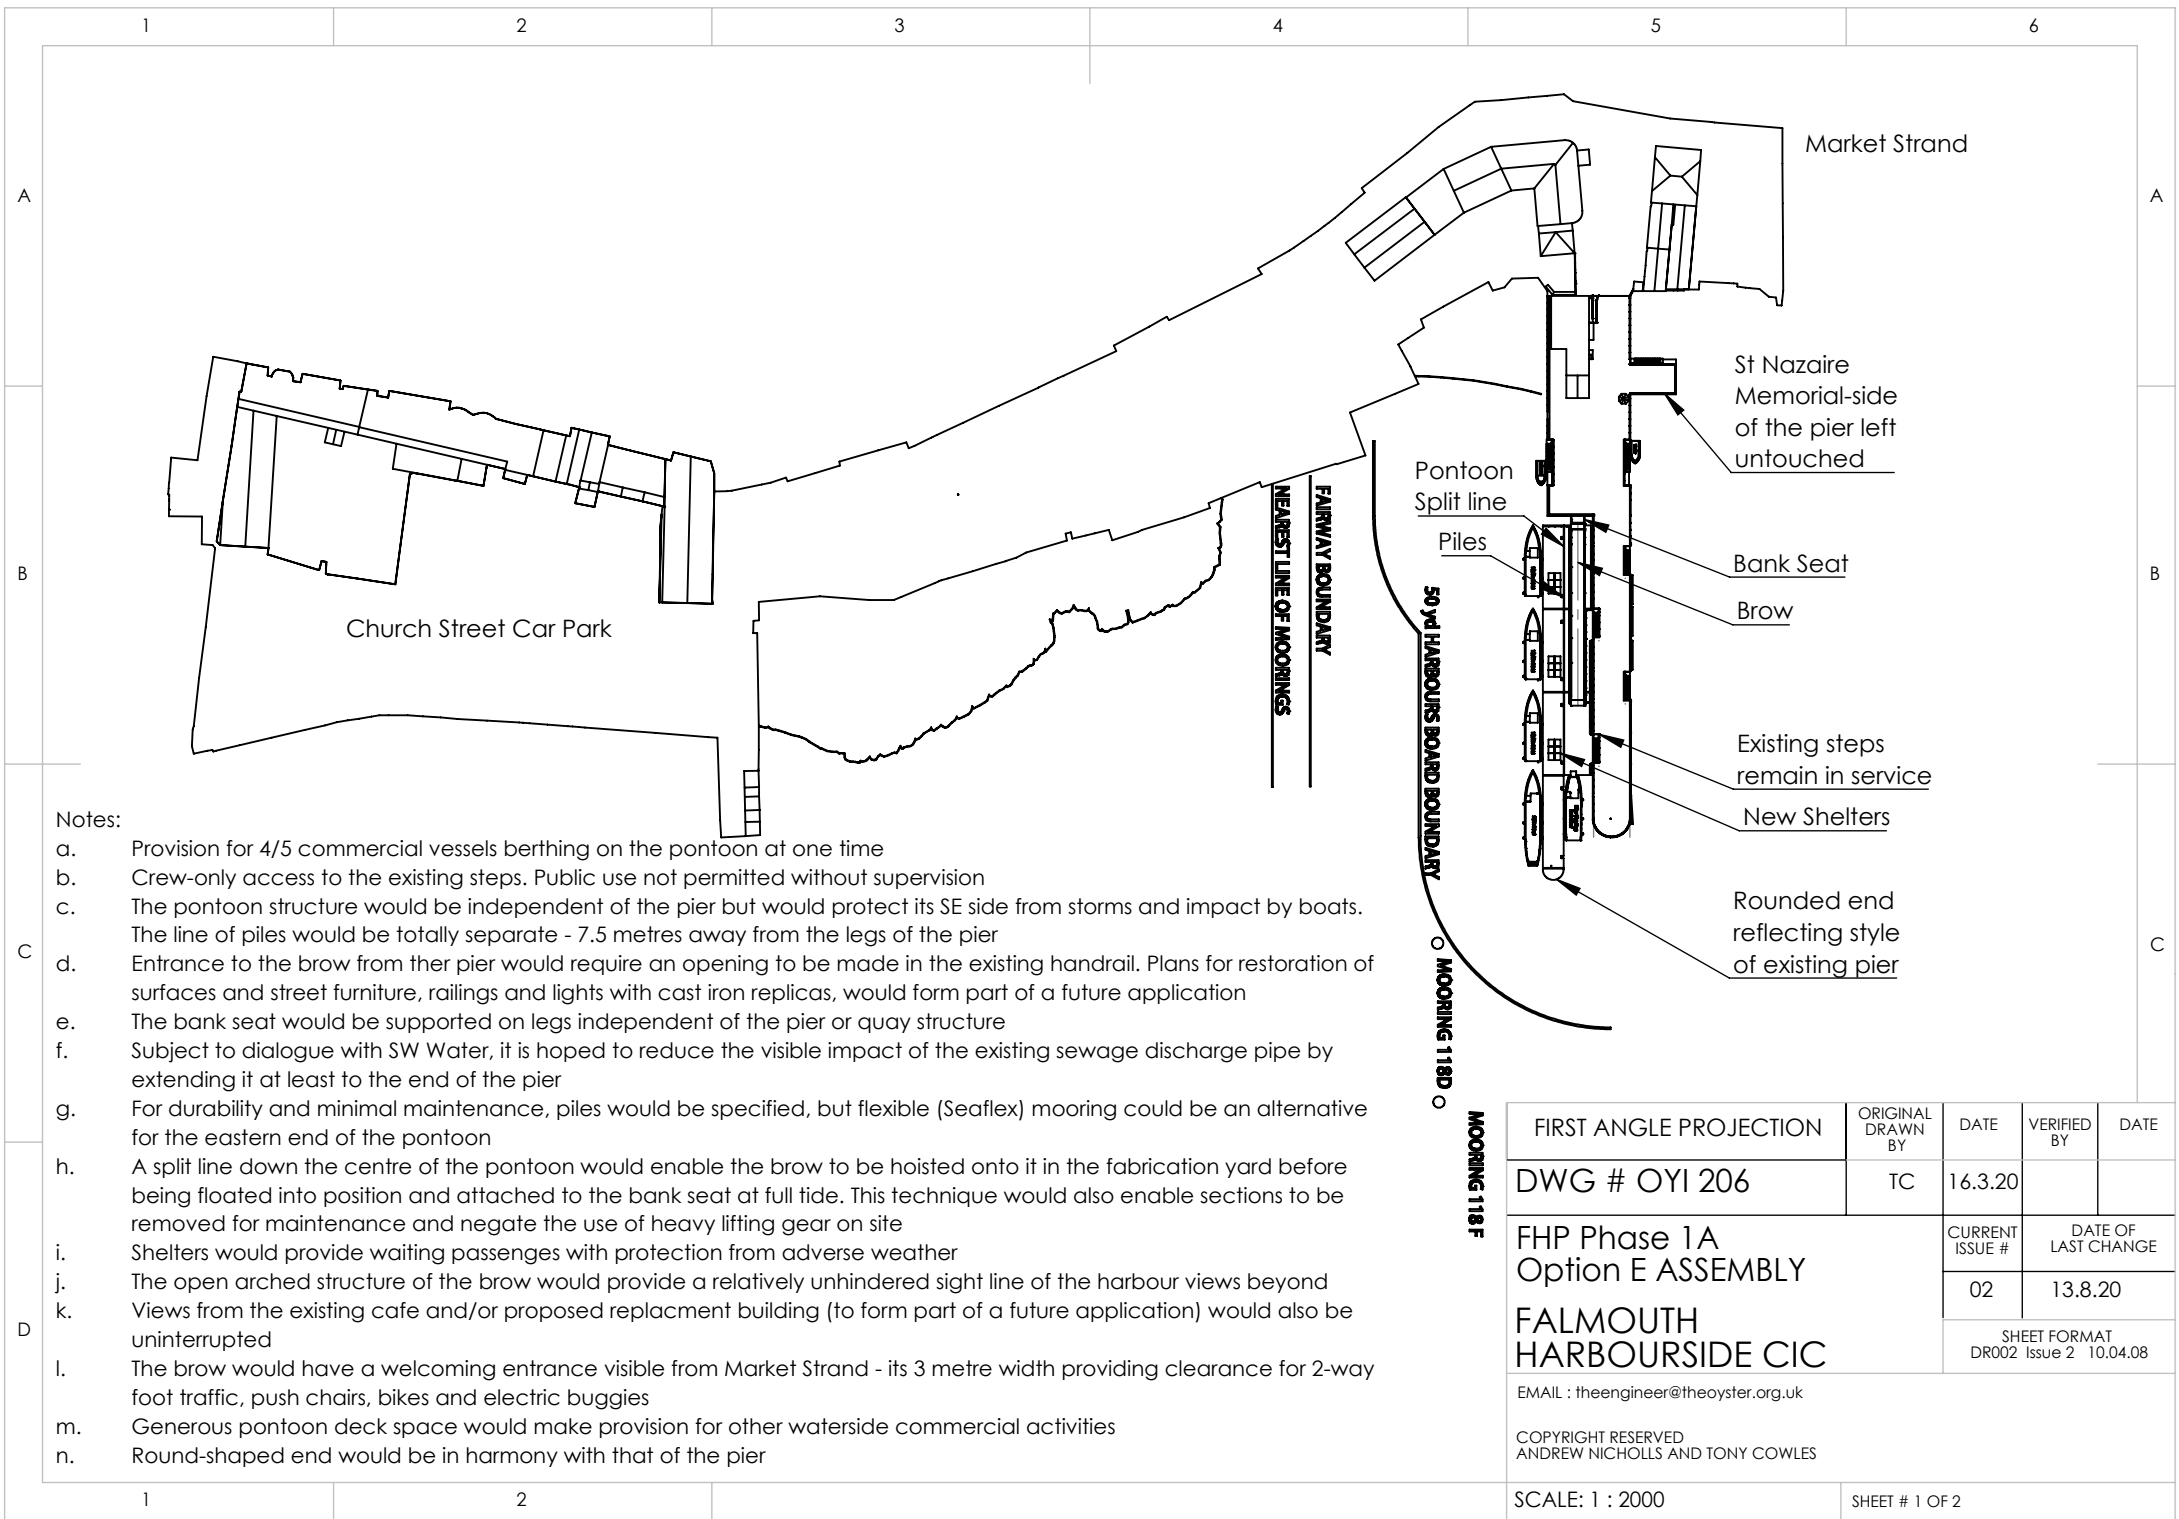 1 2 3 4 5 6
A A
Market Strand
St Nazaire
Memorial-side
of the pier left
untouched
Pontoon
Split line
Piles
Bank Seat
Brow
B B
Church Street Car Park
NEAREST LINE OF MOORINGS
FAIRWAY BOUNDARY
50 yd HARBOURS BOARD BOUNDARY
Existing steps
remain in service
New Shelters
Rounded end
reflecting style
of existing pier
C C
MOORING 118D
MOORING 118 F
Notes:
a. Provision for 4/5 commercial vessels berthing on the pontoon at one time
b. Crew-only access to the existing steps. Public use not permitted without supervision
c. The pontoon structure would be independent of the pier but would protect its SE side from storms and impact by boats.
The line of piles would be totally separate - 7.5 metres away from the legs of the pier
d. Entrance to the brow from ther pier would require an opening to be made in the existing handrail. Plans for restoration of
surfaces and street furniture, railings and lights with cast iron replicas, would form part of a future application
e. The bank seat would be supported on legs independent of the pier or quay structure
f. Subject to dialogue with SW Water, it is hoped to reduce the visible impact of the existing sewage discharge pipe by
extending it at least to the end of the pier
g. For durability and minimal maintenance, piles would be specified, but flexible (Seaflex) mooring could be an alternative
for the eastern end of the pontoon
h. A split line down the centre of the pontoon would enable the brow to be hoisted onto it in the fabrication yard before
being floated into position and attached to the bank seat at full tide. This technique would also enable sections to be
removed for maintenance and negate the use of heavy lifting gear on site
i. Shelters would provide waiting passenges with protection from adverse weather
j. The open arched structure of the brow would provide a relatively unhindered sight line of the harbour views beyond
k. Views from the existing cafe and/or proposed replacment building (to form part of a future application) would also be
uninterrupted
l. The brow would have a welcoming entrance visible from Market Strand - its 3 metre width providing clearance for 2-way
foot traffic, push chairs, bikes and electric buggies
m. Generous pontoon deck space would make provision for other waterside commercial activities
n. Round-shaped end would be in harmony with that of the pier
D
FIRST ANGLE PROJECTION
ORIGINAL
DRAWN
BY
DATE
VERIFIED
BY
DATE
DWG # OYI 206
TC
16.3.20
FHP Phase 1A
Option E ASSEMBLY
FALMOUTH
HARBOURSIDE CIC
CURRENT
ISSUE #
DATE OF
LAST CHANGE
02
13.8.20
SHEET FORMAT
DR002 Issue 2 10.04.08
EMAIL : theengineer@theoyster.org.uk
COPYRIGHT RESERVED
ANDREW NICHOLLS AND TONY COWLES
SCALE: 1 : 2000
SHEET # 1 OF 2
1 2